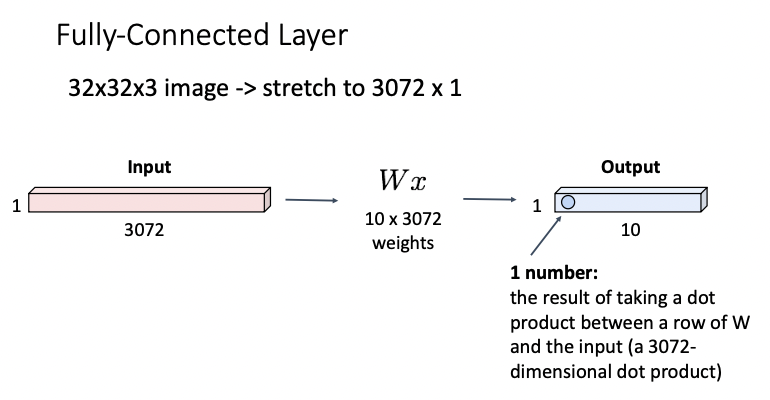 Fully-Connected Layer
32x32x3 image -> stretch to 3072 x 1
Input
1
3072
Wx
10 x 3072
weights
Output
1
10
1 number:
the result of taking a dot
product between a row of W
and the input (a 3072-
dimensional dot product)